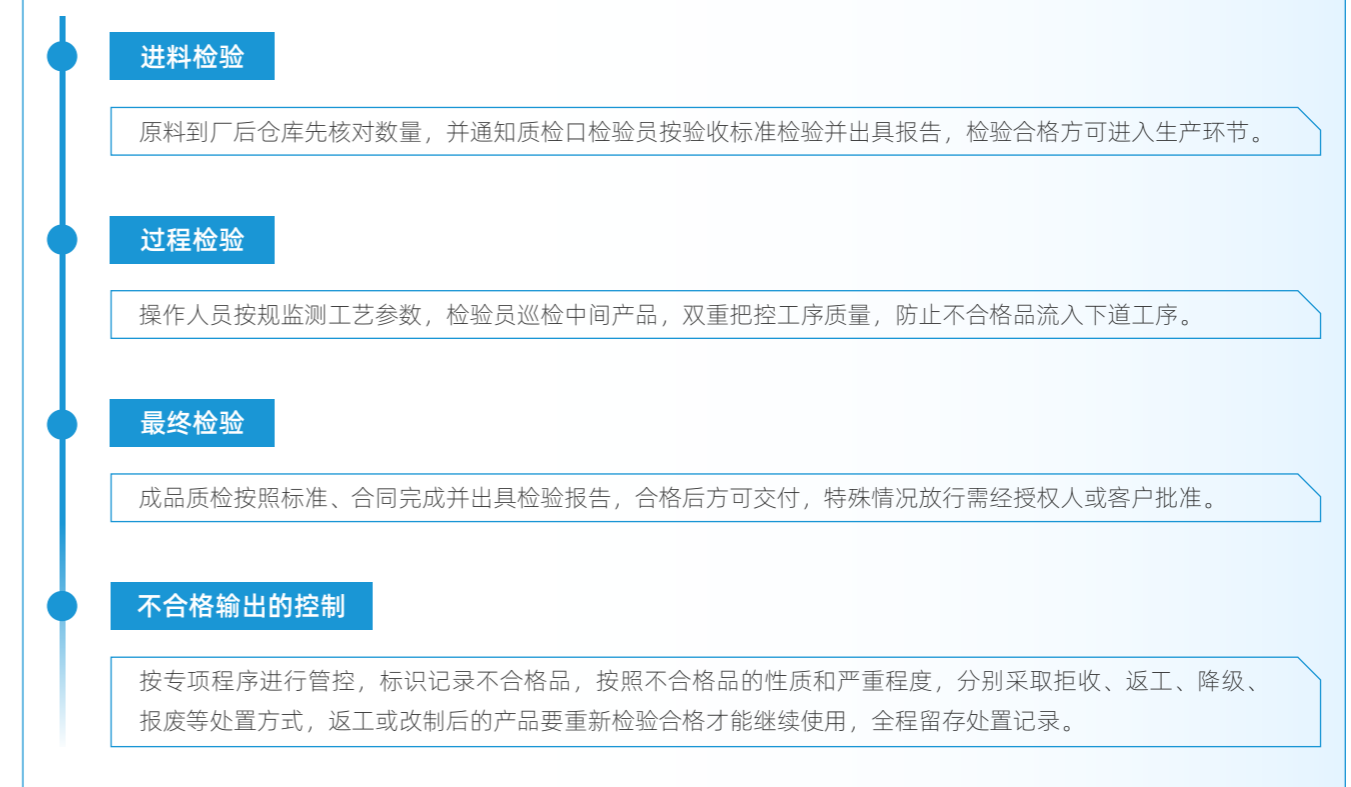 进料检验
原料到厂后仓库先核对数量，并通知质检口检验员按验收标准检验并出具报告，检验合格方可进入生产环节。
过程检验
操作人员按规监测工艺参数，检验员巡检中间产品，双重把控工序质量，防止不合格品流入下道工序。
最终检验
成品质检按照标准、合同完成并出具检验报告，合格后方可交付，特殊情况放行需经授权人或客户批准。
不合格输出的控制
按专项程序进行管控，标识记录不合格品，按照不合格品的性质和严重程度，分别采取拒收、返工、降级、
报废等处置方式，返工或改制后的产品要重新检验合格才能继续使用，全程留存处置记录。